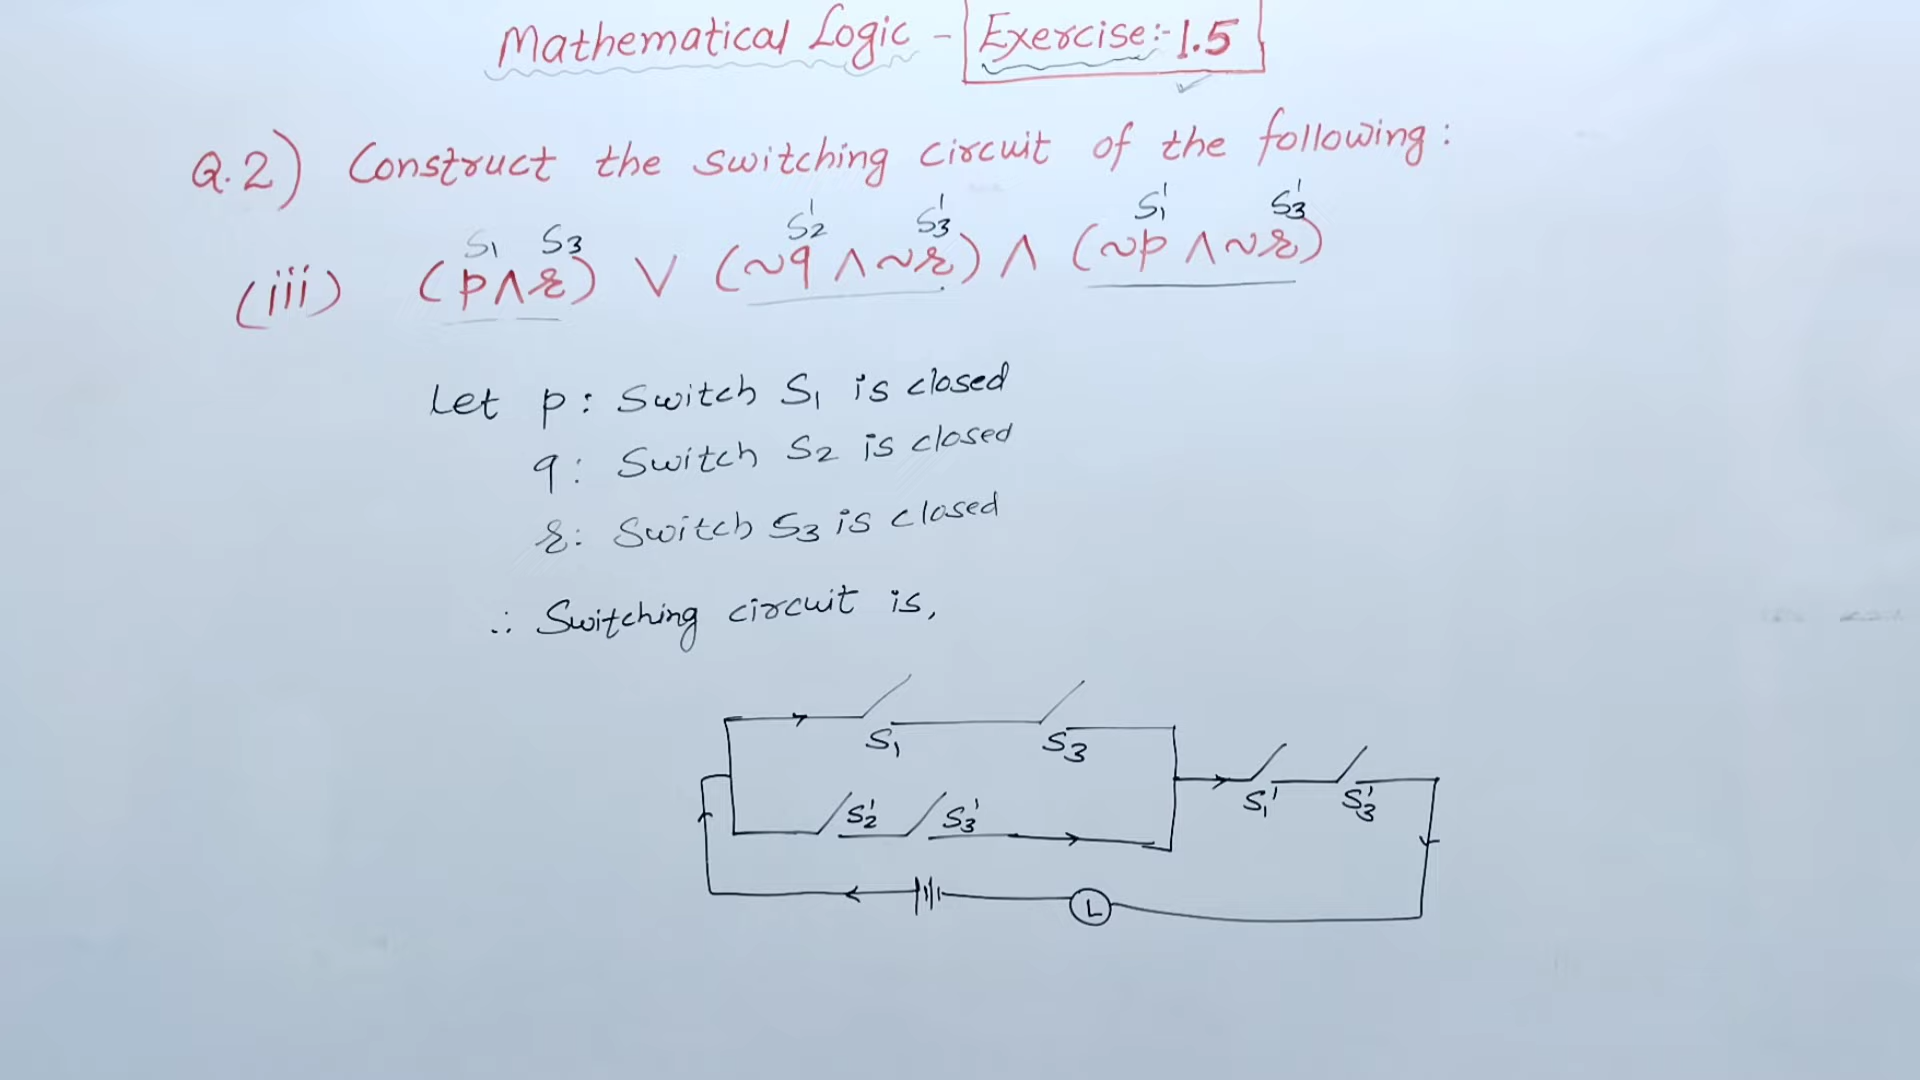 Mathematical Logic - Exercise:- 1.5
Q.2) Construct the switching circuit of the following:
S1 S3 S2' S3' S1' S3'
(iii) (p∧r) ∨ (~q ∧ ~r) ∧ (~p ∧ ~r)
Let p: Switch S1 is closed
q: Switch S2 is closed
r: Switch S3 is closed
∴ Switching circuit is,
S1 S3
S1' S3'
S2' S3'
L